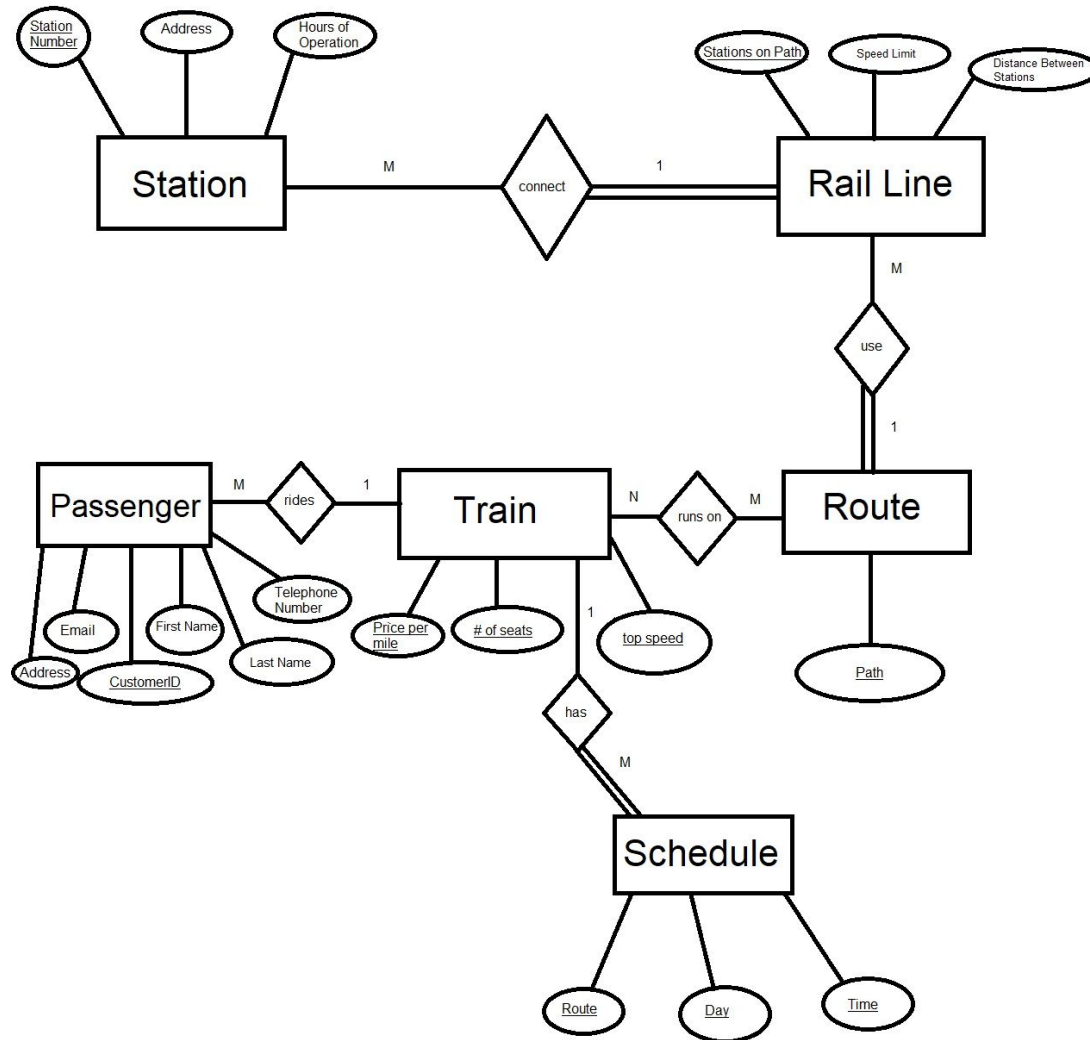 Station
Number
Address
Hours of
Operation
Stations on Path
Speed Limit
Distance Between
Stations
Station
M
connect
1
Rail Line
M
use
1
Passenger
M
rides
1
Train
N
runs on
M
Route
Address
Email
CustomerID
First Name
Last Name
Telephone
Number
Price per
mile
# of seats
top speed
Path
1
has
M
Schedule
Route
Day
Time